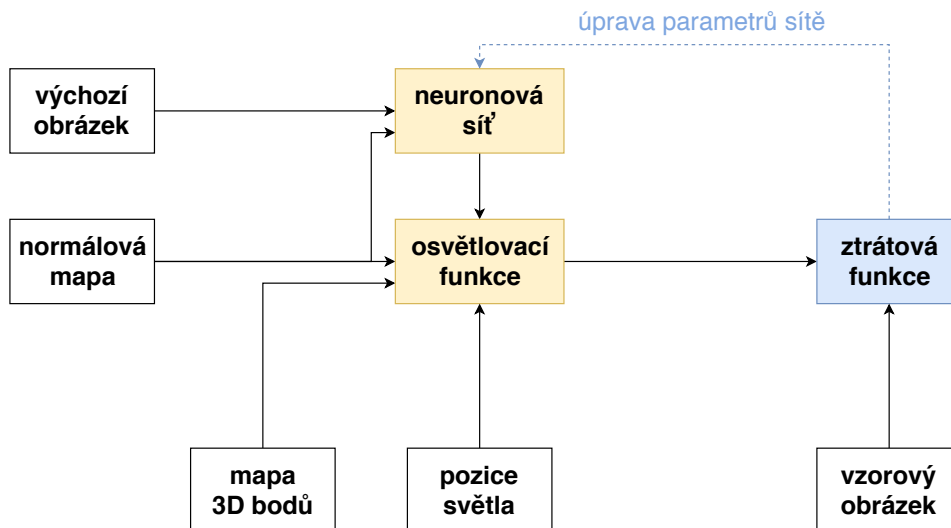 úprava parametrů sítě
výchozí
obrázek
neuronová
síť
normálová
mapa
osvětlovací
funkce
ztrátová
funkce
mapa
3D bodů
pozice
světla
vzorový
obrázek